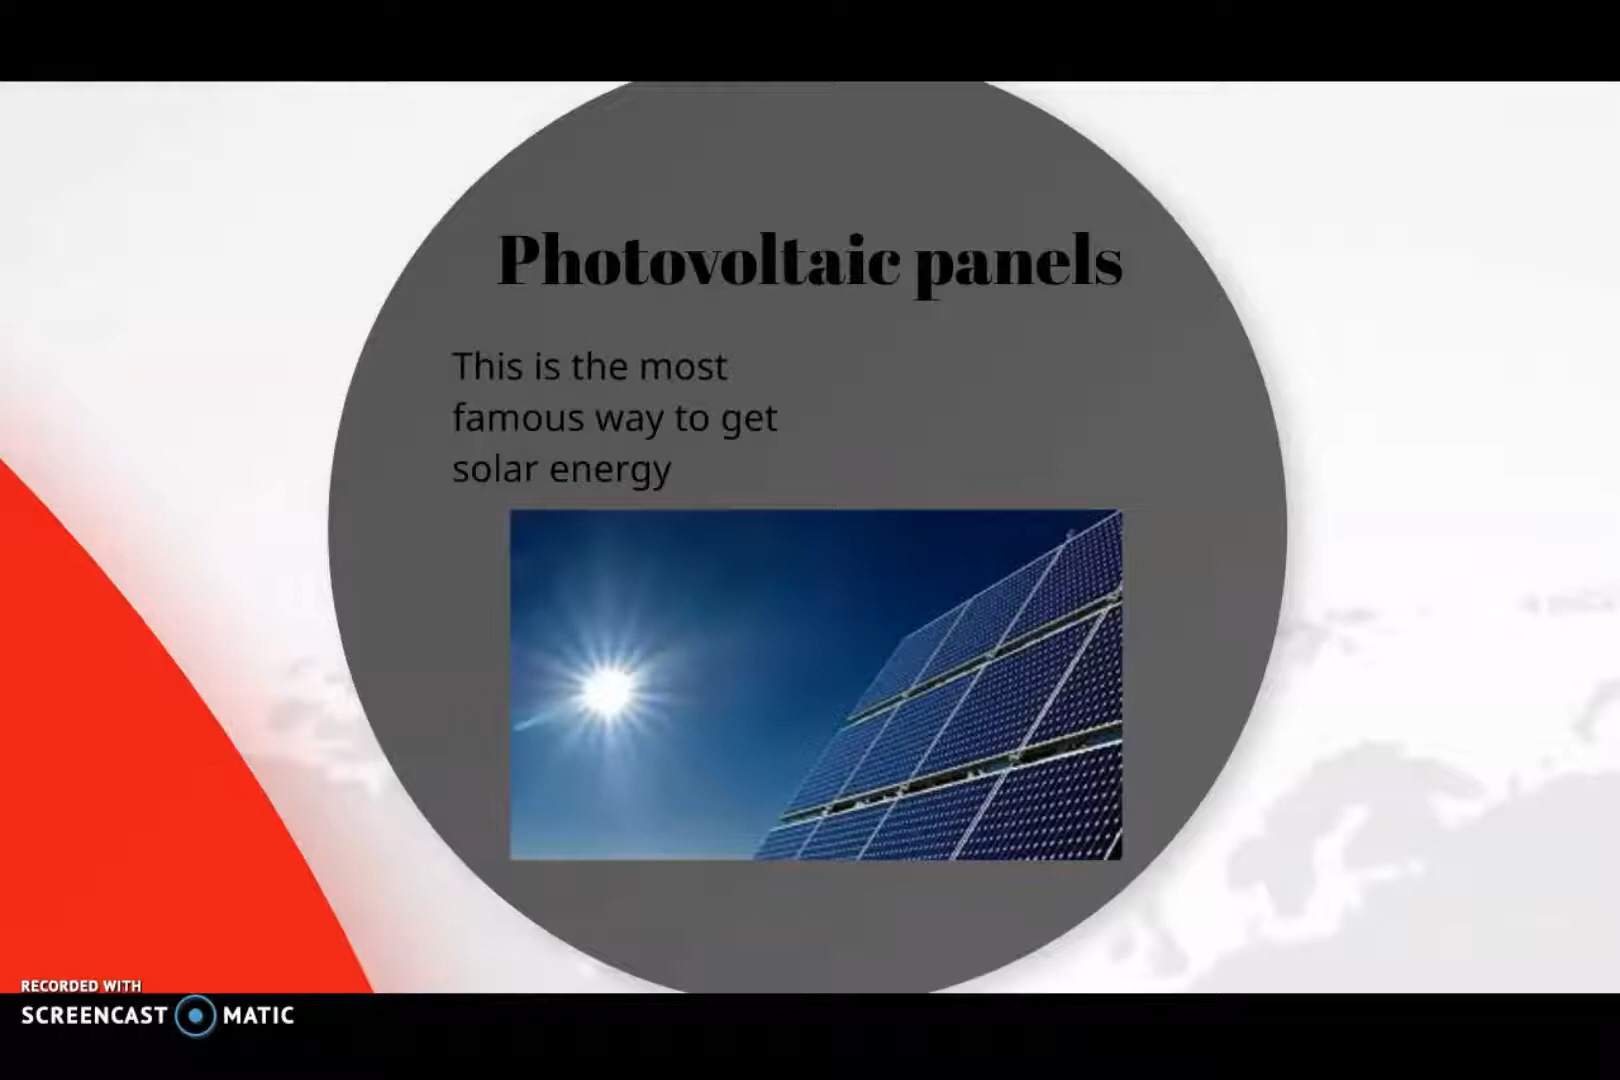 Photovoltaic panels
This is the most
famous way to get
solar energy
RECORDED WITH
SCREENCAST MATIC